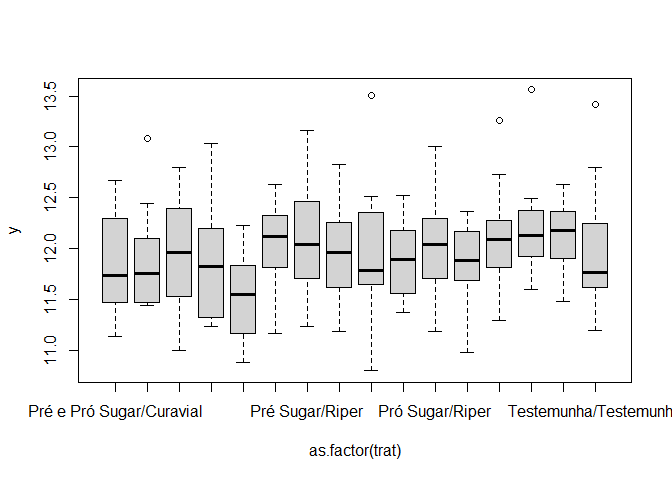 13.5
13.0
12.5
12.0
11.5
11.0
y
Pré e Pró Sugar/Curavial Pré Sugar/Riper Pró Sugar/Riper Testemunha/Testemunh
as.factor(trat)